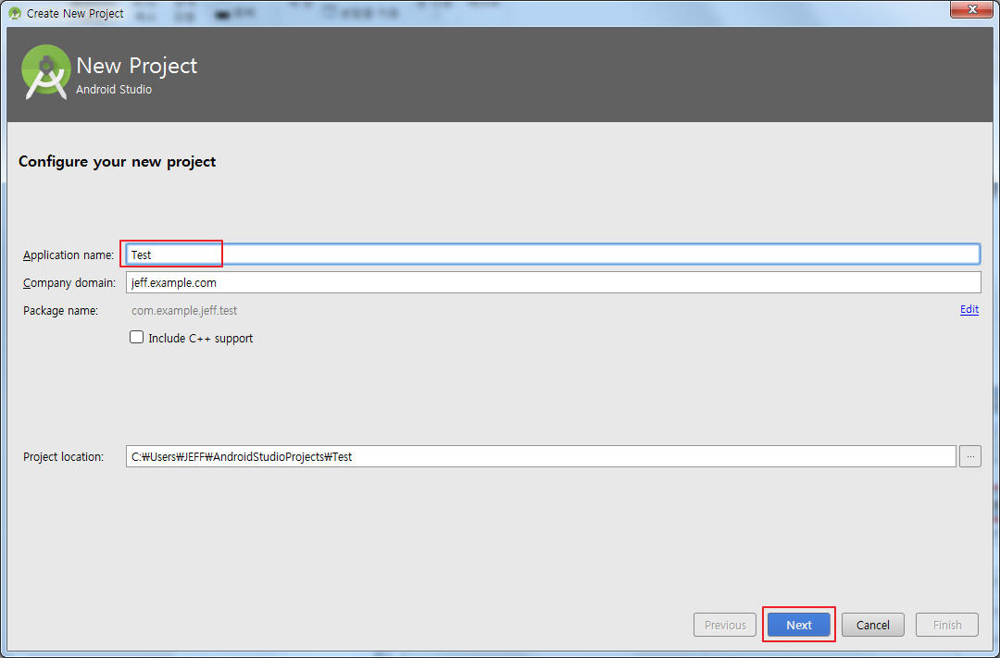 Create New Project
New Project
Android Studio
Configure your new project
Application name: Test
Company domain: jeff.example.com
Package name: com.example.jeff.test Edit
Include C++ support
Project location: C:₩Users₩JEFF₩AndroidStudioProjects₩Test ...
Previous Next Cancel Finish